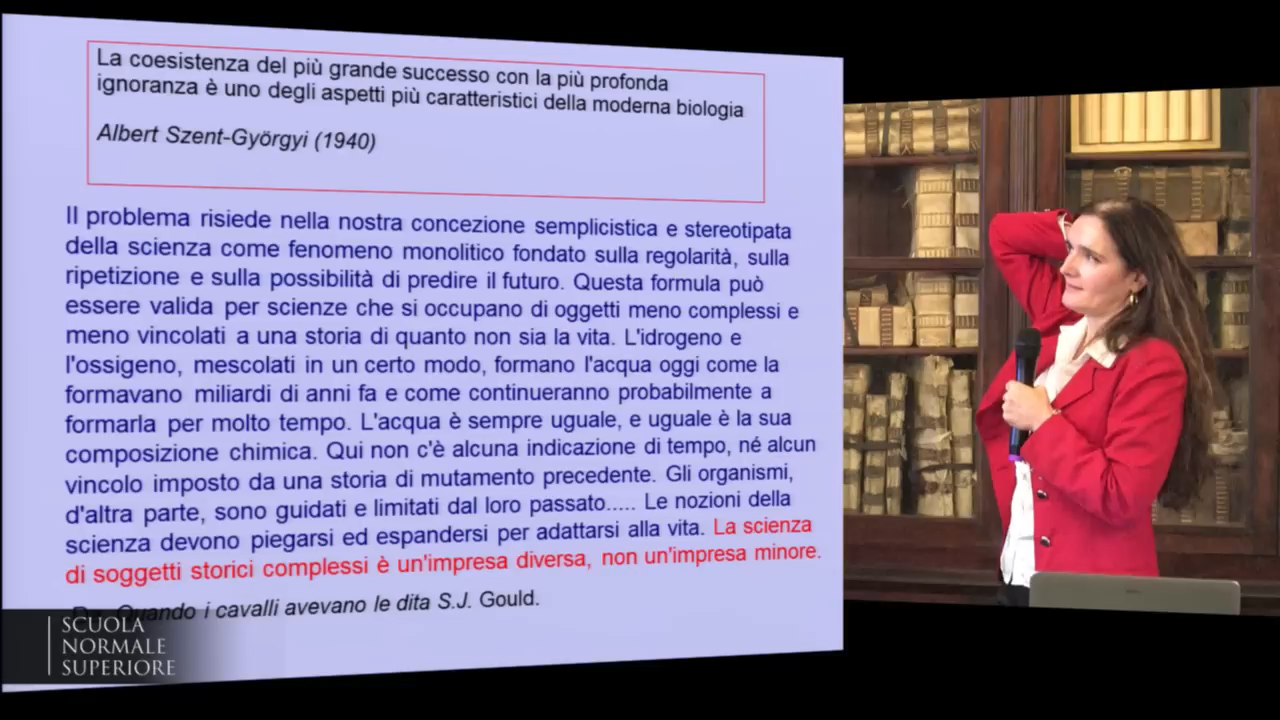 La coesistenza del più grande successo con la più profonda
ignoranza è uno degli aspetti più caratteristici della moderna biologia
Albert Szent-Györgyi (1940)
Il problema risiede nella nostra concezione semplicistica e stereotipata
della scienza come fenomeno monolitico fondato sulla regolarità, sulla
ripetizione e sulla possibilità di predire il futuro. Questa formula può
essere valida per scienze che si occupano di oggetti meno complessi e
meno vincolati a una storia di quanto non sia la vita. L'idrogeno e
l'ossigeno, mescolati in un certo modo, formano l'acqua oggi come la
formavano miliardi di anni fa e come continueranno probabilmente a
formarla per molto tempo. L'acqua è sempre uguale, e uguale è la sua
composizione chimica. Qui non c'è alcuna indicazione di tempo, né alcun
vincolo imposto da una storia di mutamento precedente. Gli organismi,
d'altra parte, sono guidati e limitati dal loro passato..... Le nozioni della
scienza devono piegarsi ed espandersi per adattarsi alla vita. La scienza
di soggetti storici complessi è un'impresa diversa, non un'impresa minore.
Quando i cavalli avevano le dita S.J. Gould.
SCUOLA
NORMALE
SUPERIORE